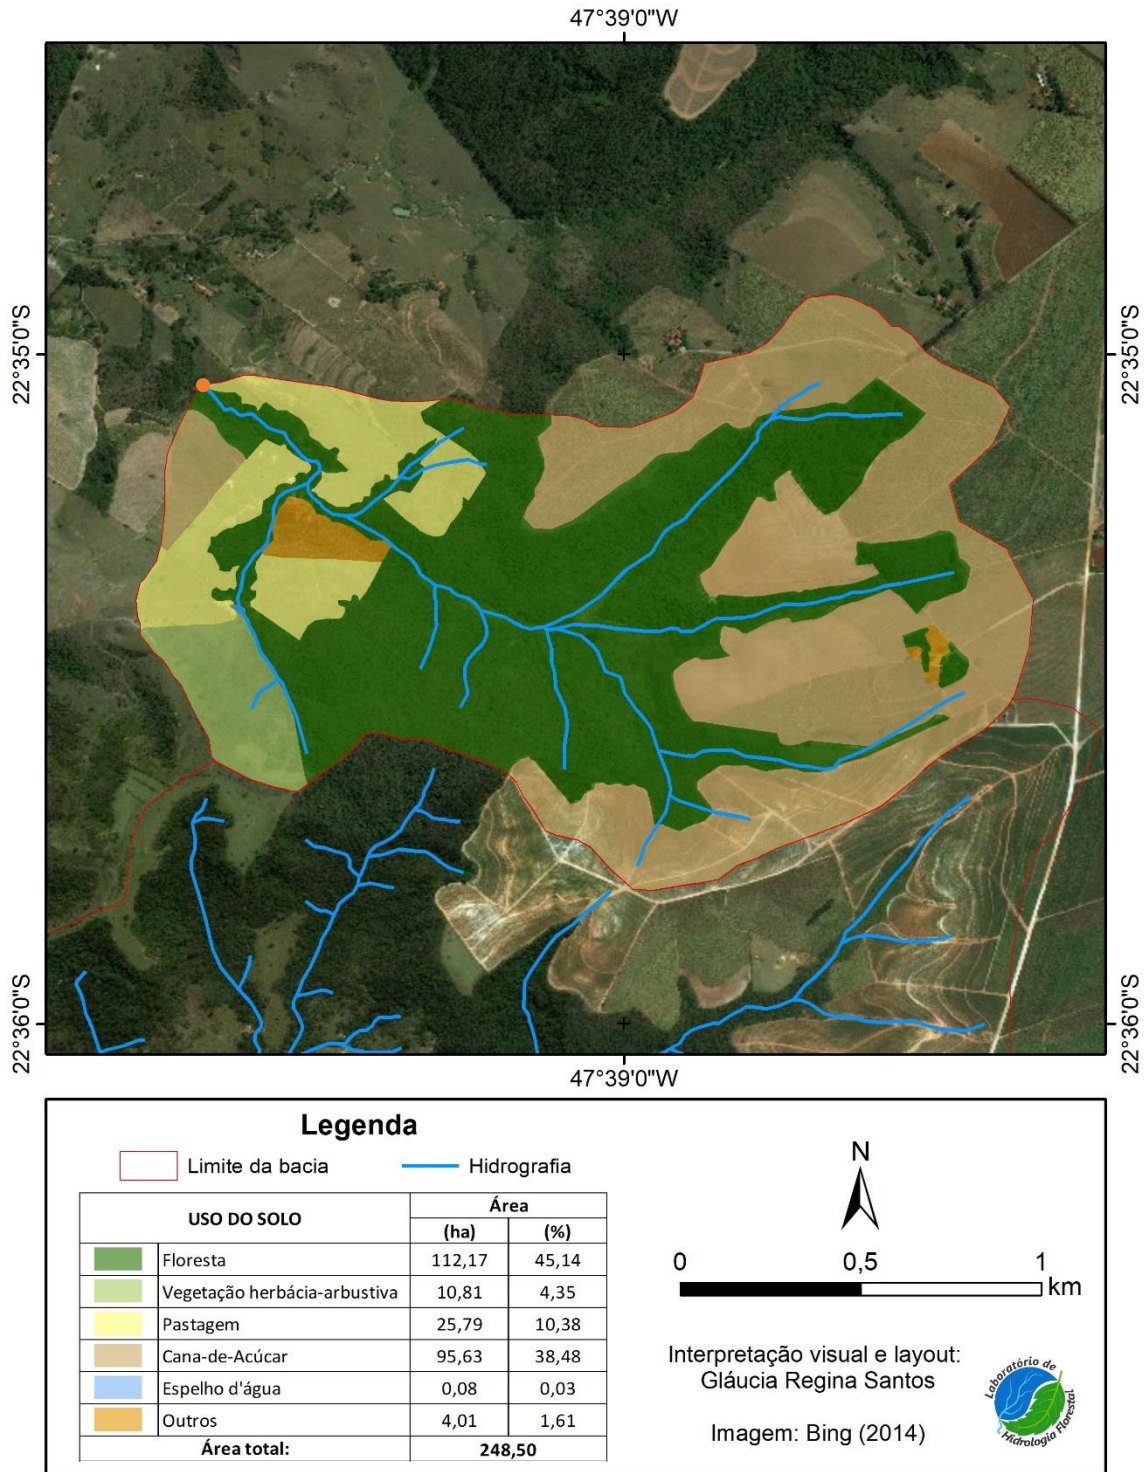 47°39'0"W
22°35'0"S
22°35'0"S
22°36'0"S
22°36'0"S
47°39'0"W
Legenda
Limite da bacia
Hidrografia
USO DO SOLO
Área
(ha)
(%)
Floresta 112,17 45,14
Vegetação herbácia-arbustiva 10,81 4,35
Pastagem 25,79 10,38
Cana-de-Acúcar 95,63 38,48
Espelho d'água 0,08 0,03
Outros 4,01 1,61
Área total: 248,50
N
0 0,5 1
km
Interpretação visual e layout:
Gláucia Regina Santos
Imagem: Bing (2014)
Laboratório de
Hidrologia Florestal